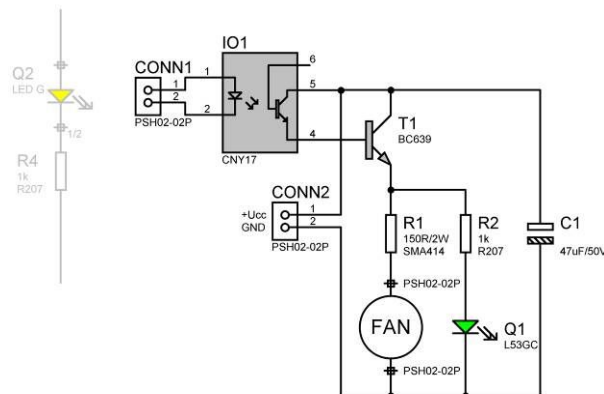 Q2
LED G
1/2
R4
1k
R207
CONN1
1
2
PSH02-02P
IO1
1
2
6
5
4
CNY17
T1
BC639
CONN2
+Ucc
GND
1
2
PSH02-02P
R1
150R/2W
SMA414
R2
1k
R207
C1
47uF/50V
PSH02-02P
FAN
Q1
L53GC
PSH02-02P